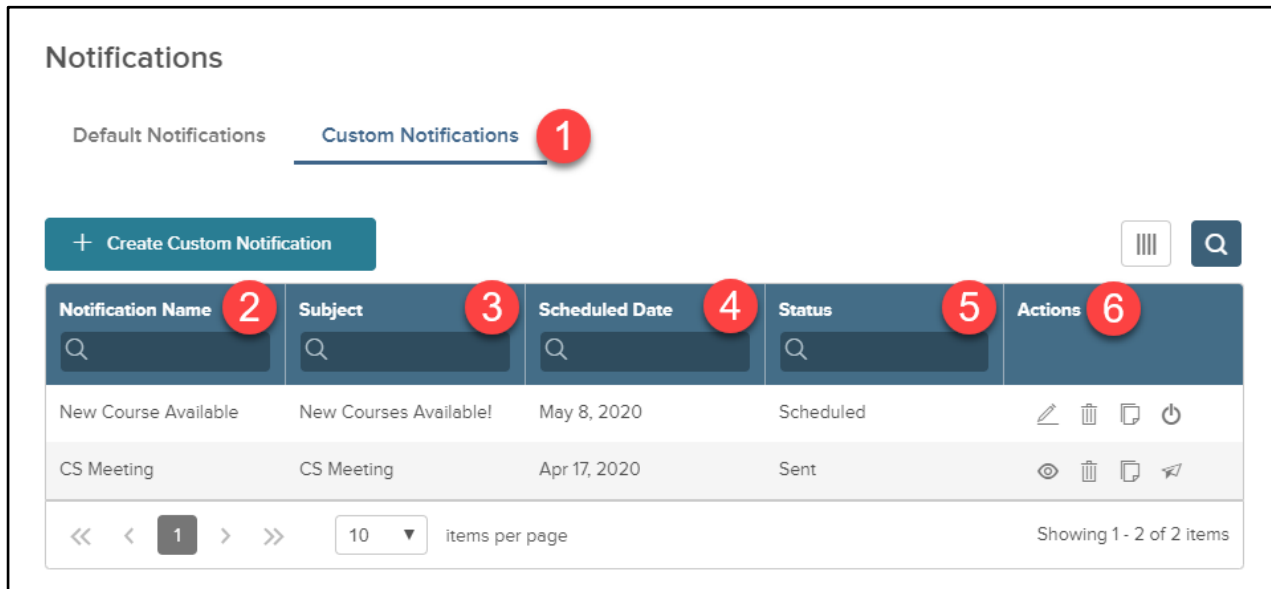 Notifications
Default Notifications Custom Notifications 1
+ Create Custom Notification
Notification Name 2 Subject 3 Scheduled Date 4 Status 5 Actions 6
New Course Available New Courses Available! May 8, 2020 Scheduled
CS Meeting CS Meeting Apr 17, 2020 Sent
1 10 items per page Showing 1 - 2 of 2 items